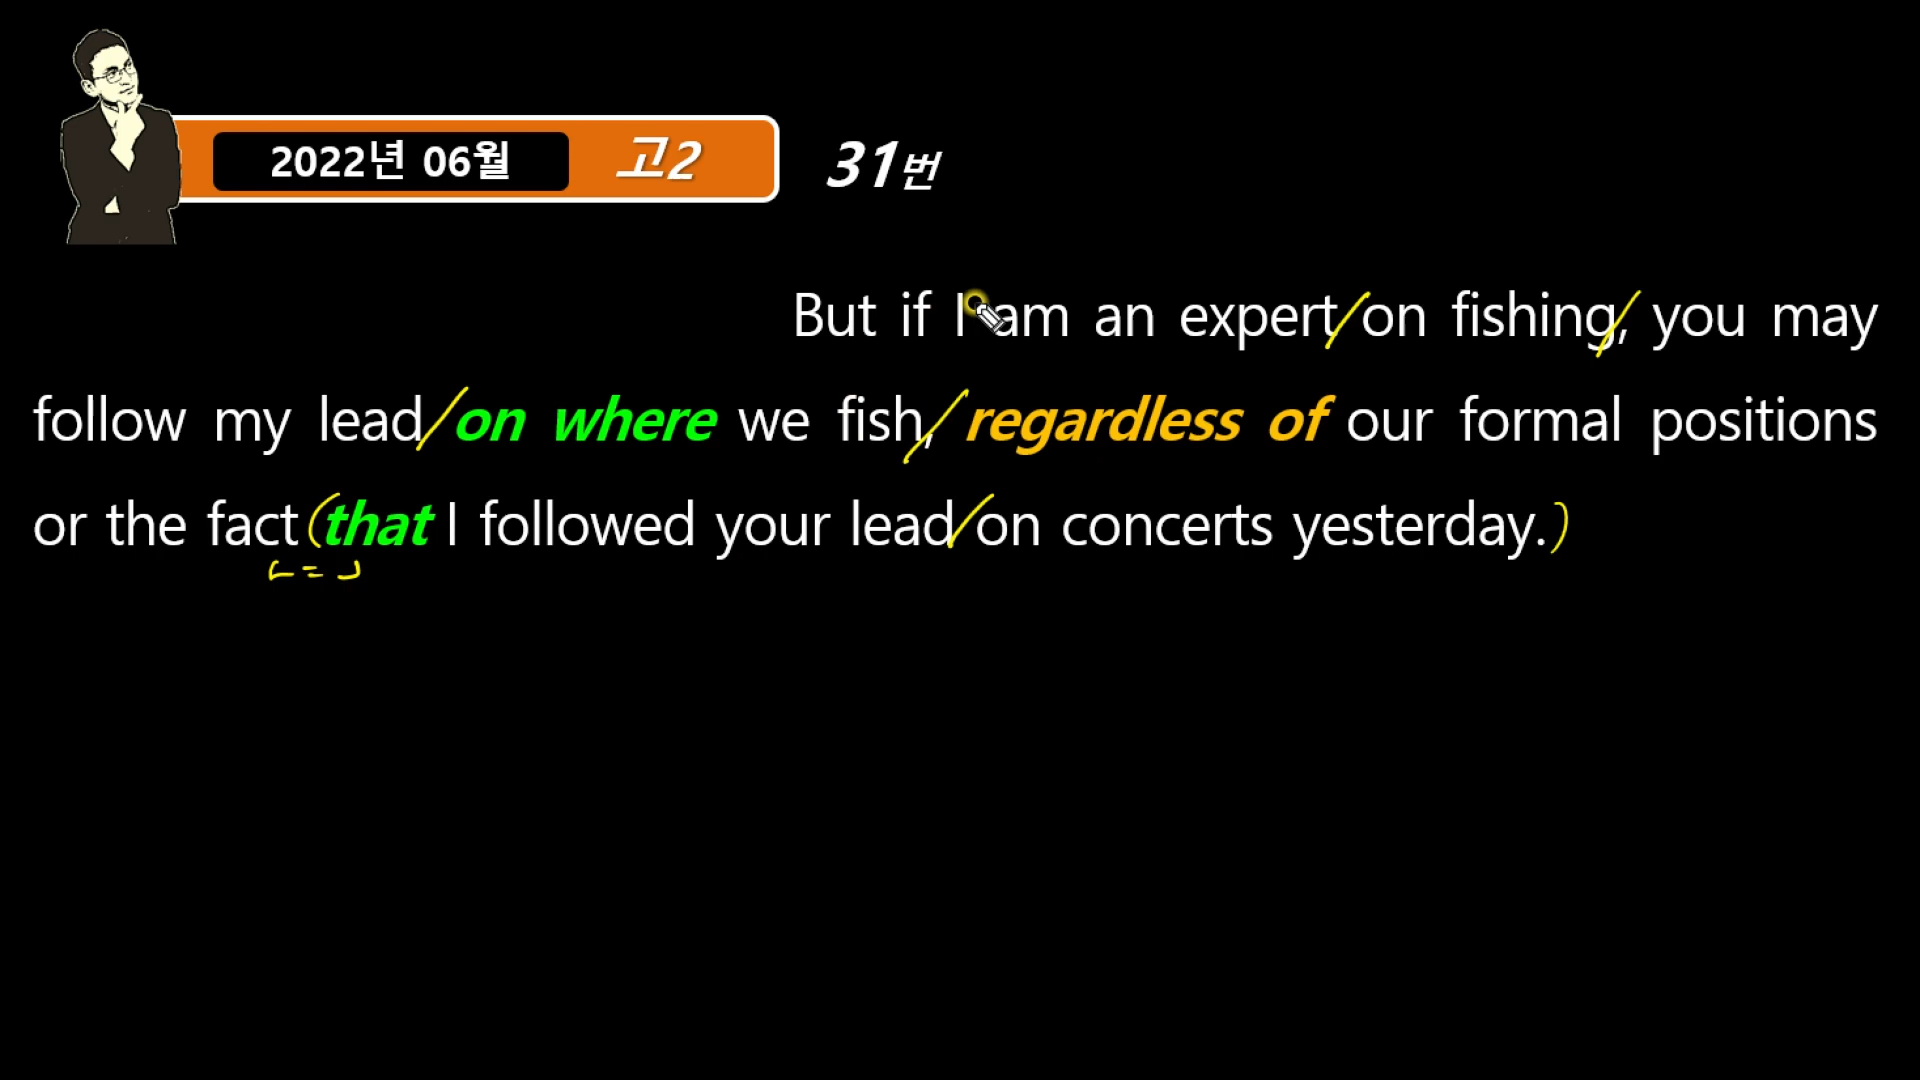 2022년 06월 고2 31번
But if I am an expert on fishing, you may
follow my lead on where we fish, regardless of our formal positions
or the fact (that I followed your lead on concerts yesterday.)